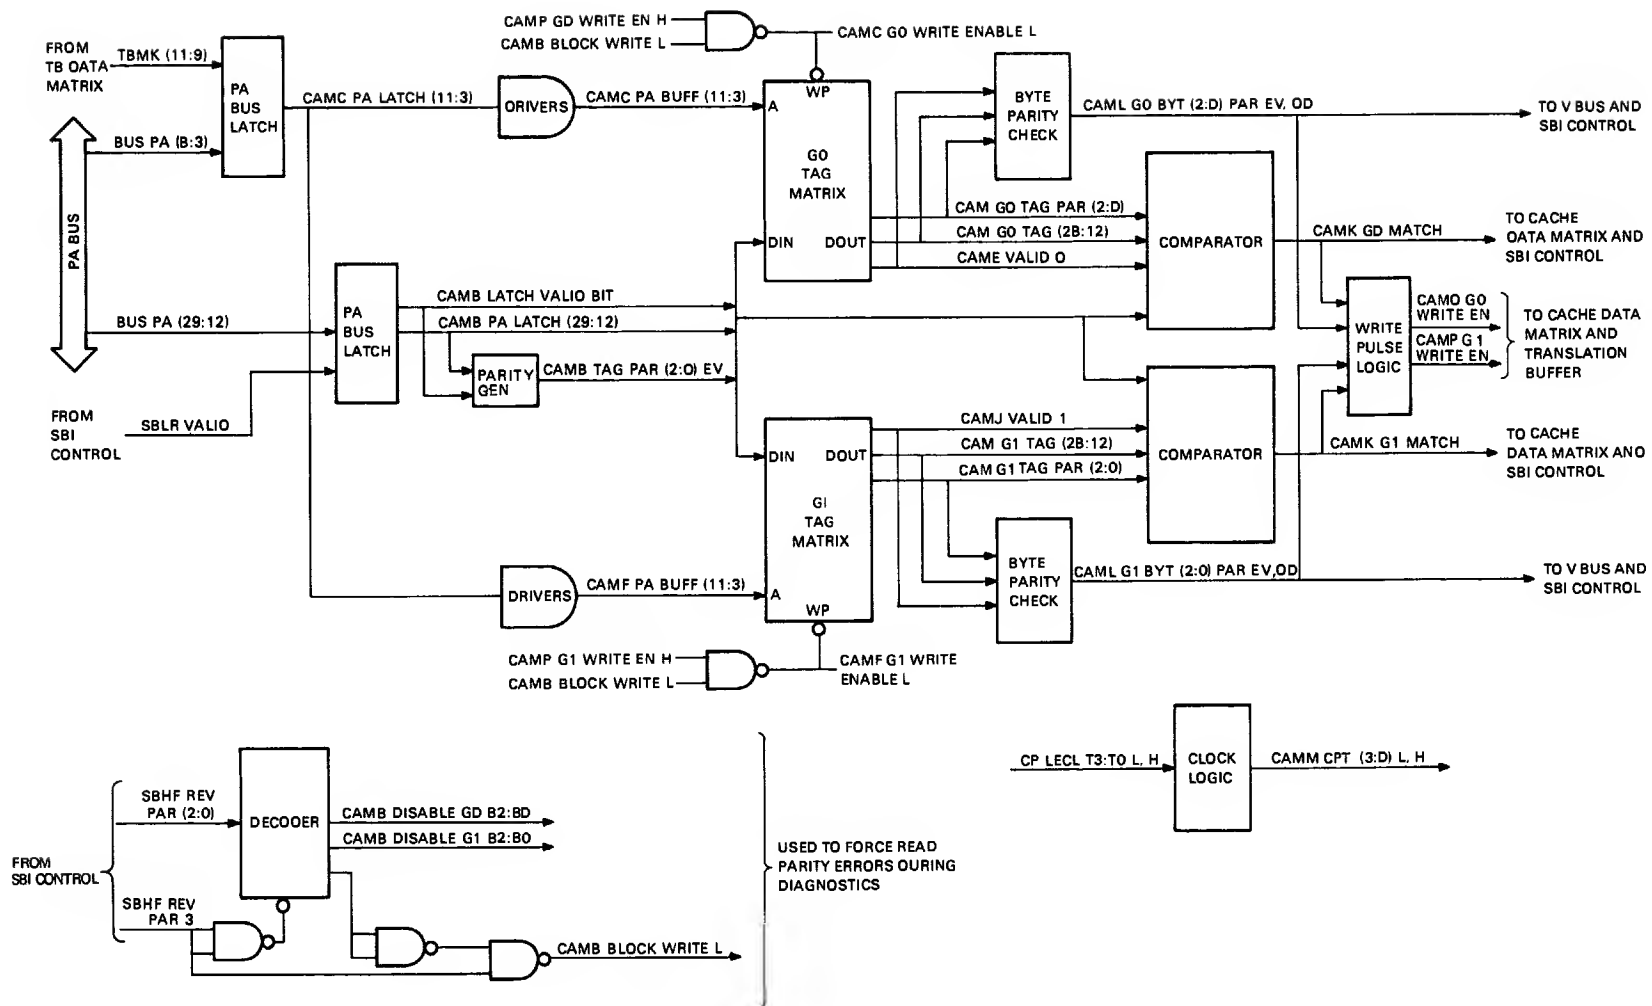 CAMP GD WRITE EN H
CAMB BLOCK WRITE L
CAMC GO WRITE ENABLE L
FROM
TB OATA
MATRIX
TBMK (11:9)
PA
BUS
LATCH
CAMC PA LATCH (11:3)
ORIVERS
CAMC PA BUFF (11:3)
A
WP
GO
TAG
MATRIX
DIN
DOUT
BYTE
PARITY
CHECK
CAML GO BYT (2:D) PAR EV, OD
TO V BUS AND
SBI CONTROL
BUS PA (B:3)
PA BUS
CAM GO TAG PAR (2:D)
CAM GO TAG (2B:12)
CAME VALID O
COMPARATOR
CAMK GD MATCH
TO CACHE
OATA MATRIX AND
SBI CONTROL
BUS PA (29:12)
PA
BUS
LATCH
CAMB LATCH VALIO BIT
CAMB PA LATCH (29:12)
PARITY
GEN
CAMB TAG PAR (2:O) EV
WRITE
PULSE
LOGIC
CAMO GO
WRITE EN
CAMP G1
WRITE EN
TO CACHE DATA
MATRIX AND
TRANSLATION
BUFFER
FROM
SBI
CONTROL
SBLR VALIO
DIN
DOUT
GI
TAG
MATRIX
A
WP
CAMJ VALID 1
CAM G1 TAG (2B:12)
CAM G1 TAG PAR (2:0)
COMPARATOR
CAMK G1 MATCH
TO CACHE
DATA MATRIX ANO
SBI CONTROL
DRIVERS
CAMF PA BUFF (11:3)
BYTE
PARITY
CHECK
CAML G1 BYT (2:0) PAR EV,OD
TO V BUS AND
SBI CONTROL
CAMP G1 WRITE EN H
CAMB BLOCK WRITE L
CAMF G1 WRITE
ENABLE L
FROM
SBI CONTROL
SBHF REV
PAR (2:0)
DECOOER
CAMB DISABLE GD B2:BD
CAMB DISABLE G1 B2:BO
SBHF REV
PAR 3
CAMB BLOCK WRITE L
USED TO FORCE READ
PARITY ERRORS OURING
DIAGNOSTICS
CP LECL T3:TO L, H
CLOCK
LOGIC
CAMM CPT (3:D) L, H